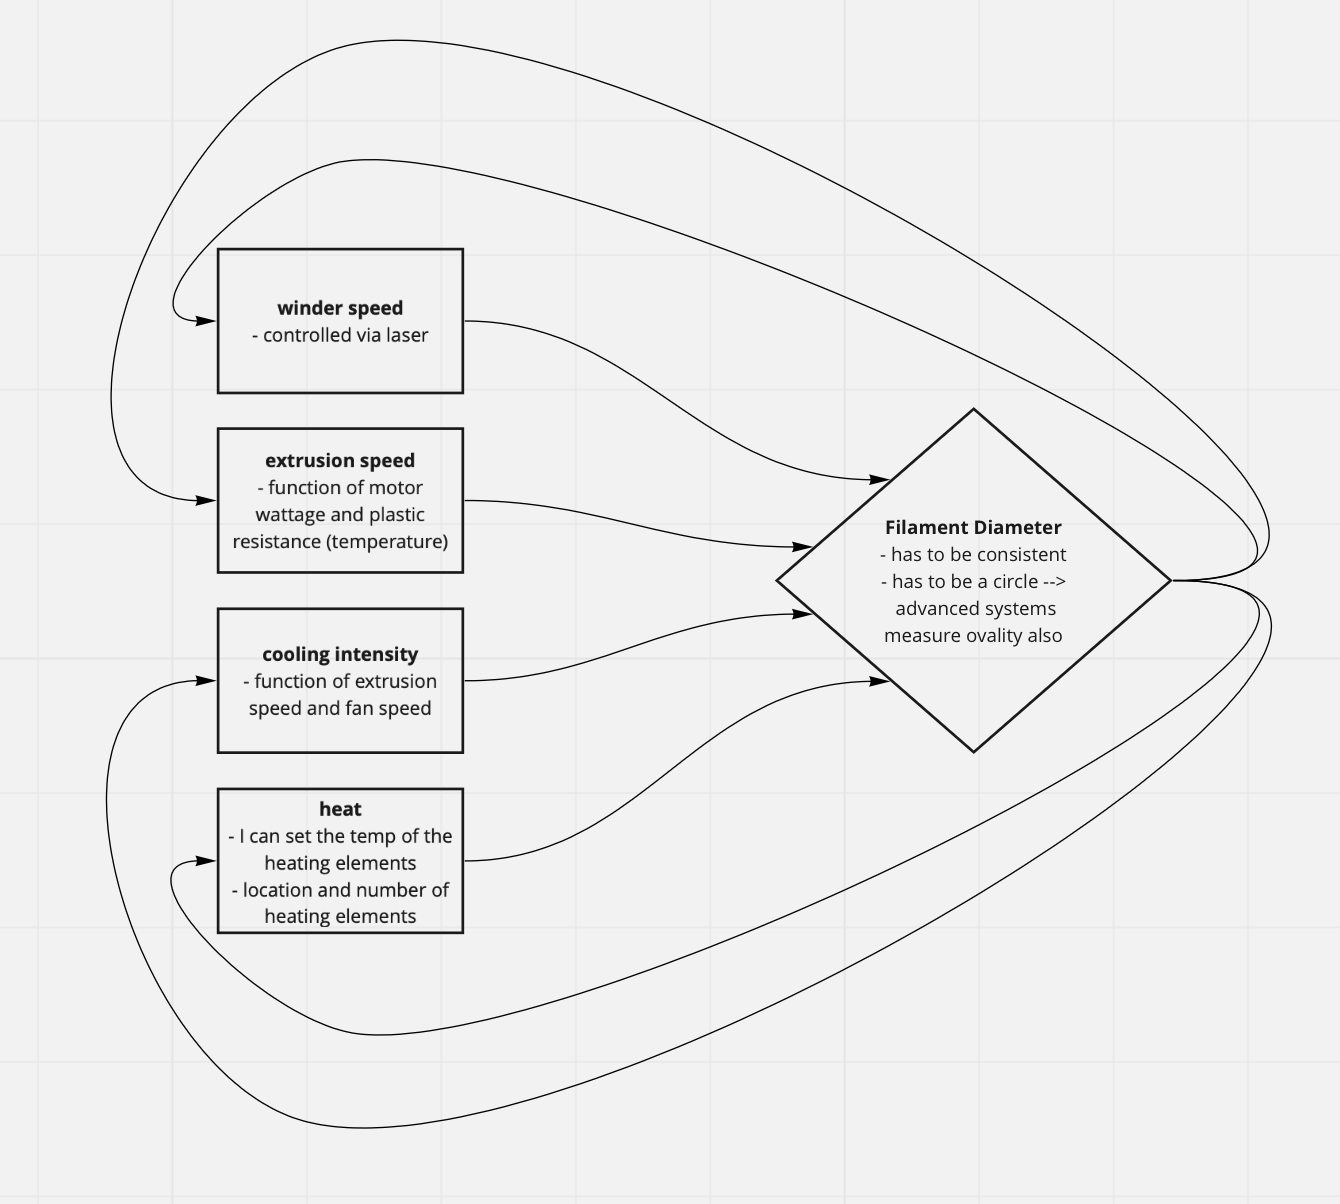 winder speed
- controlled via laser
extrusion speed
- function of motor
wattage and plastic
resistance (temperature)
cooling intensity
- function of extrusion
speed and fan speed
heat
- I can set the temp of the
heating elements
- location and number of
heating elements
Filament Diameter
- has to be consistent
- has to be a circle -->
advanced systems
measure ovality also